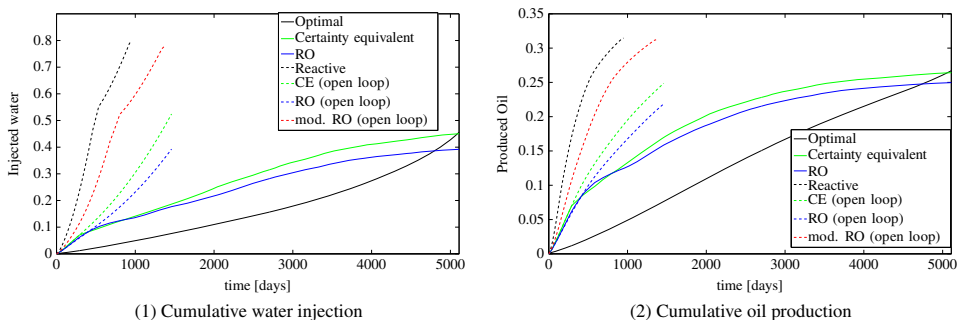 0.8
0.7
0.6
0.5
0.4
0.3
0.2
0.1
0
Injected water
Optimal
Certainty equivalent
RO
Reactive
CE (open loop)
RO (open loop)
mod. RO (open loop)
0 1000 2000 3000 4000 5000
time [days]
(1) Cumulative water injection
0.35
0.3
0.25
0.2
0.15
0.1
0.05
0
Produced Oil
Optimal
Certainty equivalent
RO
Reactive
CE (open loop)
RO (open loop)
mod. RO (open loop)
0 1000 2000 3000 4000 5000
time [days]
(2) Cumulative oil production